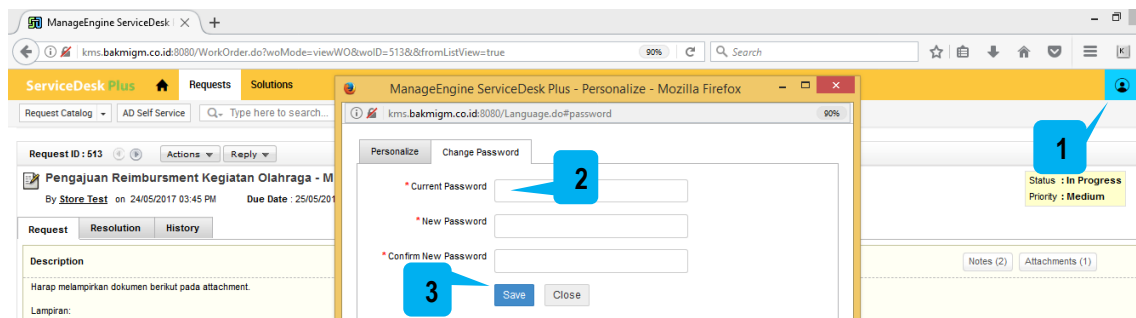 ManageEngine ServiceDesk
kms.bakmigm.co.id:8080/WorkOrder.do?woMode=viewWO&woID=513&&fromListView=true
90%
Search
ServiceDesk Plus
Requests
Solutions
Request Catalog
AD Self Service
Type here to search...
Request ID : 513
Actions
Reply
Pengajuan Reimbursment Kegiatan Olahraga - M
By Store Test on 24/05/2017 03:45 PM
Due Date : 25/05/201
Request
Resolution
History
Description
Harap melampirkan dokumen berikut pada attachment.
Lampiran:
ManageEngine ServiceDesk Plus - Personalize - Mozilla Firefox
kms.bakmigm.co.id:8080/Language.do#password
90%
Personalize
Change Password
* Current Password
* New Password
* Confirm New Password
Save
Close
1
2
3
Status : In Progress
Priority : Medium
Notes (2)
Attachments (1)